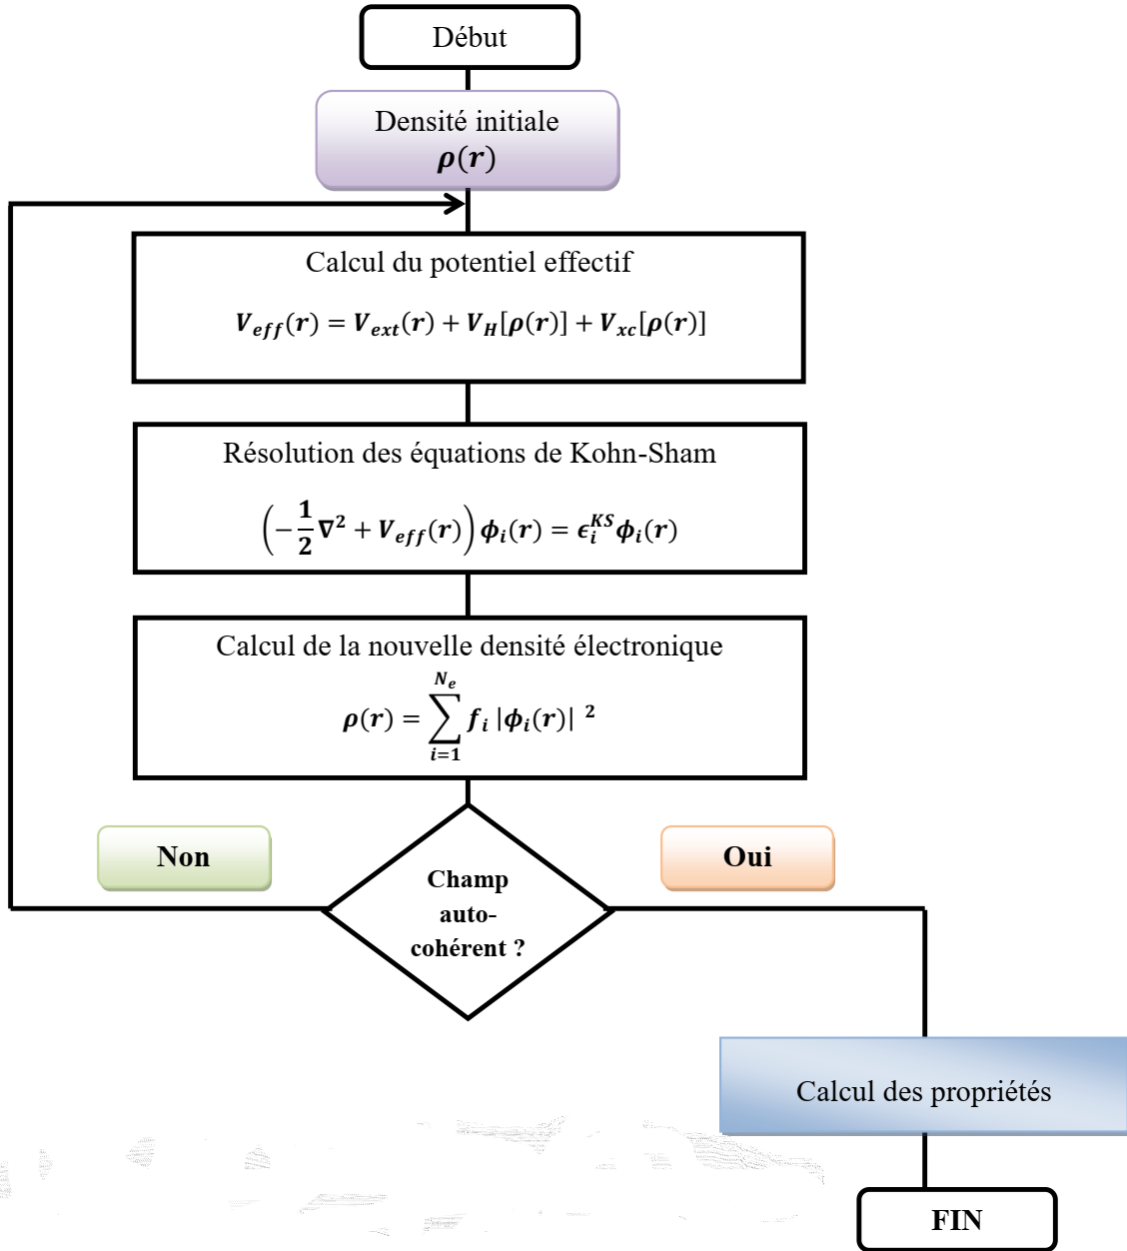 Début
Densité initiale
ρ(r)
Calcul du potentiel effectif
V_eff(r) = V_ext(r) + V_H[ρ(r)] + V_xc[ρ(r)]
Résolution des équations de Kohn-Sham
(−1/2 ∇² + V_eff(r)) ϕ_i(r) = ϵ_i^KS ϕ_i(r)
Calcul de la nouvelle densité électronique
ρ(r) = ∑_{i=1}^{N_e} f_i |ϕ_i(r)| ²
Non
Oui
Champ
auto-
cohérent ?
Calcul des propriétés
FIN